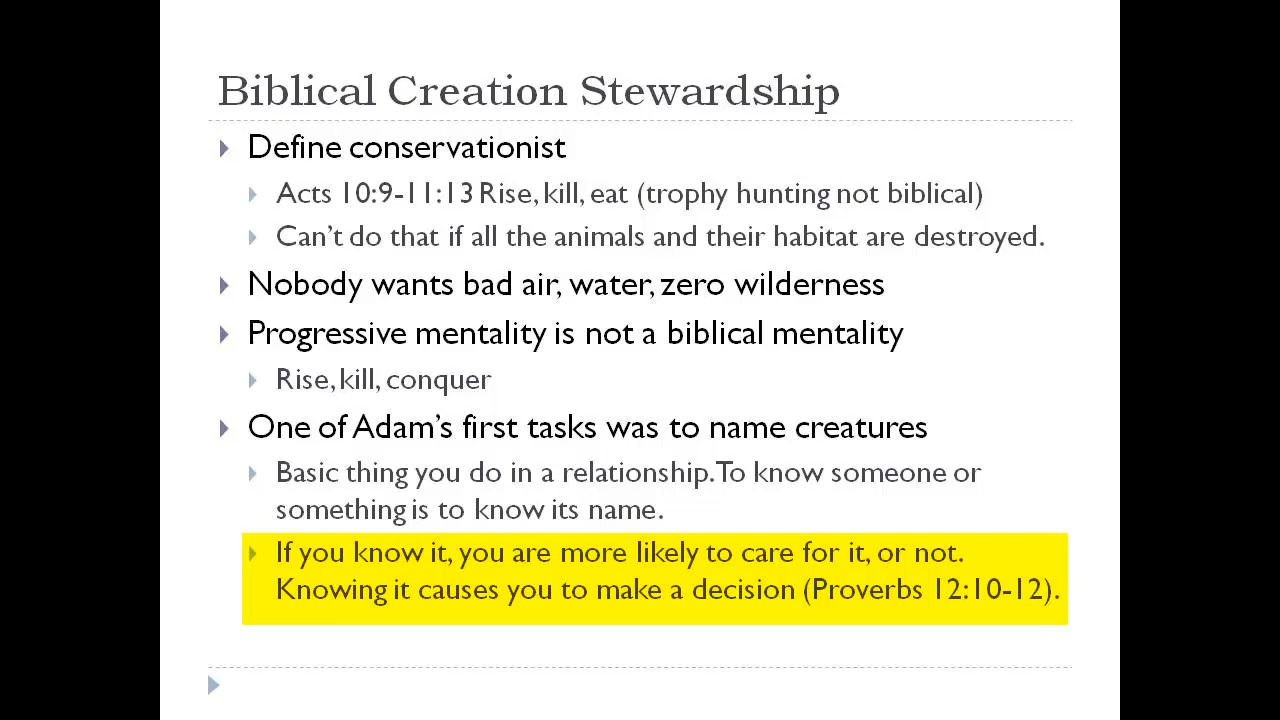 Biblical Creation Stewardship
Define conservationist
Acts 10:9-11:13 Rise, kill, eat (trophy hunting not biblical)
Can't do that if all the animals and their habitat are destroyed.
Nobody wants bad air, water, zero wilderness
Progressive mentality is not a biblical mentality
Rise, kill, conquer
One of Adam's first tasks was to name creatures
Basic thing you do in a relationship. To know someone or
something is to know its name.
If you know it, you are more likely to care for it, or not.
Knowing it causes you to make a decision (Proverbs 12:10-12).